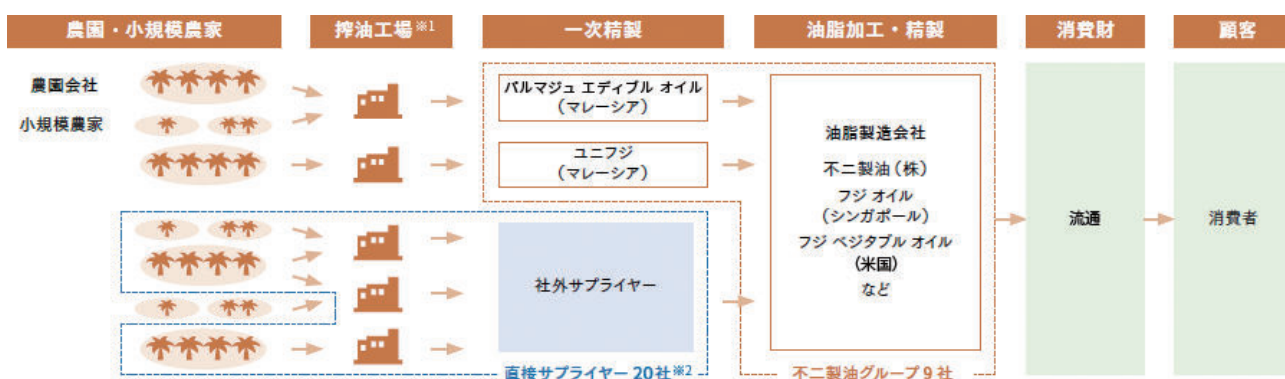 農園・小規模農家
搾油工場※1
一次精製
油脂加工・精製
消費財
顧客
農園会社
小規模農家
パルマジュ エディブル オイル
（マレーシア）
ユニフジ
（マレーシア）
社外サプライヤー
直接サプライヤー 20社※2
油脂製造会社
不二製油（株）
フジ オイル
（シンガポール）
フジ ベジタブル オイル
（米国）
など
不二製油グループ 9 社
流通
消費者